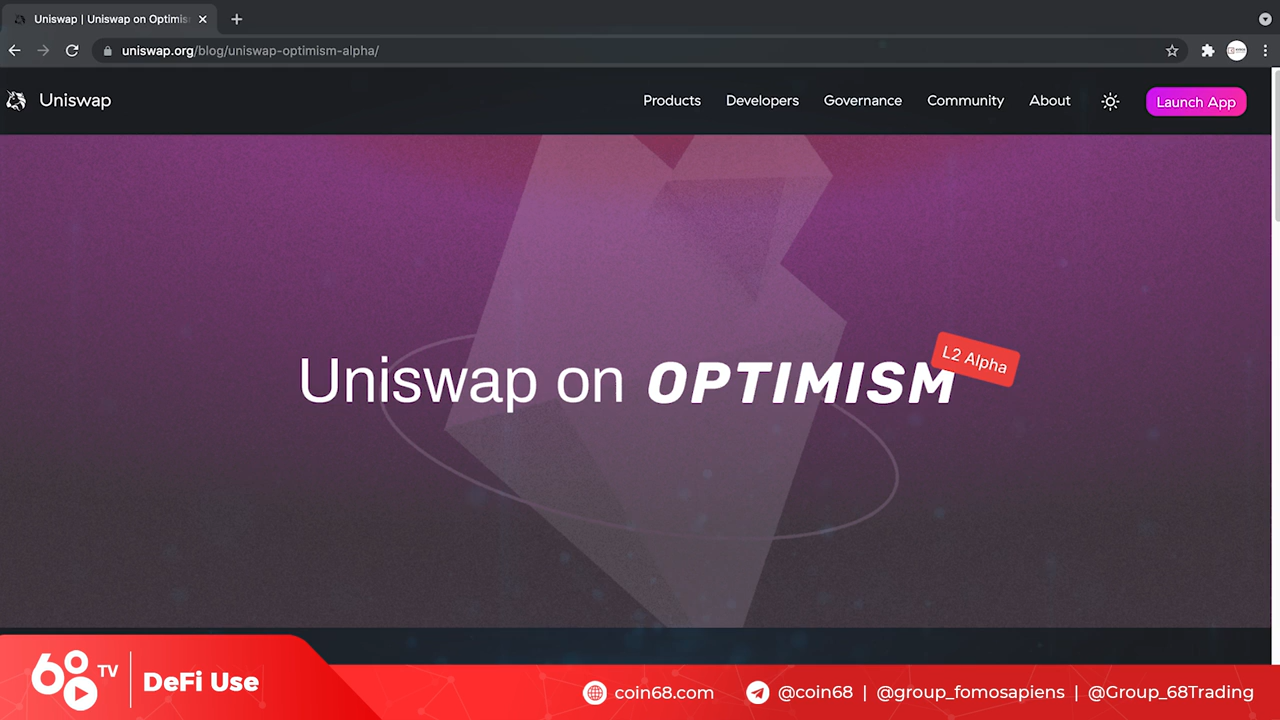 Uniswap | Uniswap on Optimis
uniswap.org/blog/uniswap-optimism-alpha/
Uniswap
Products
Developers
Governance
Community
About
Launch App
Uniswap on OPTIMISM
L2 Alpha
68 TV
DeFi Use
coin68.com
@coin68 | @group_fomosapiens | @Group_68Trading